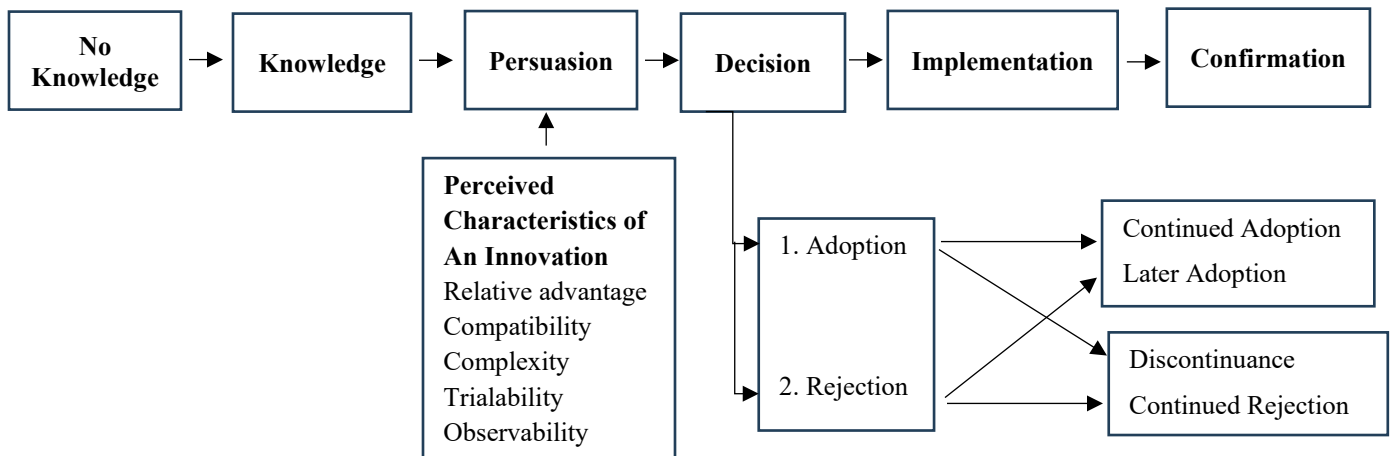 No
Knowledge
Knowledge
Persuasion
Decision
Implementation
Confirmation
Perceived
Characteristics of
An Innovation
Relative advantage
Compatibility
Complexity
Trialability
Observability
1. Adoption
2. Rejection
Continued Adoption
Later Adoption
Discontinuance
Continued Rejection